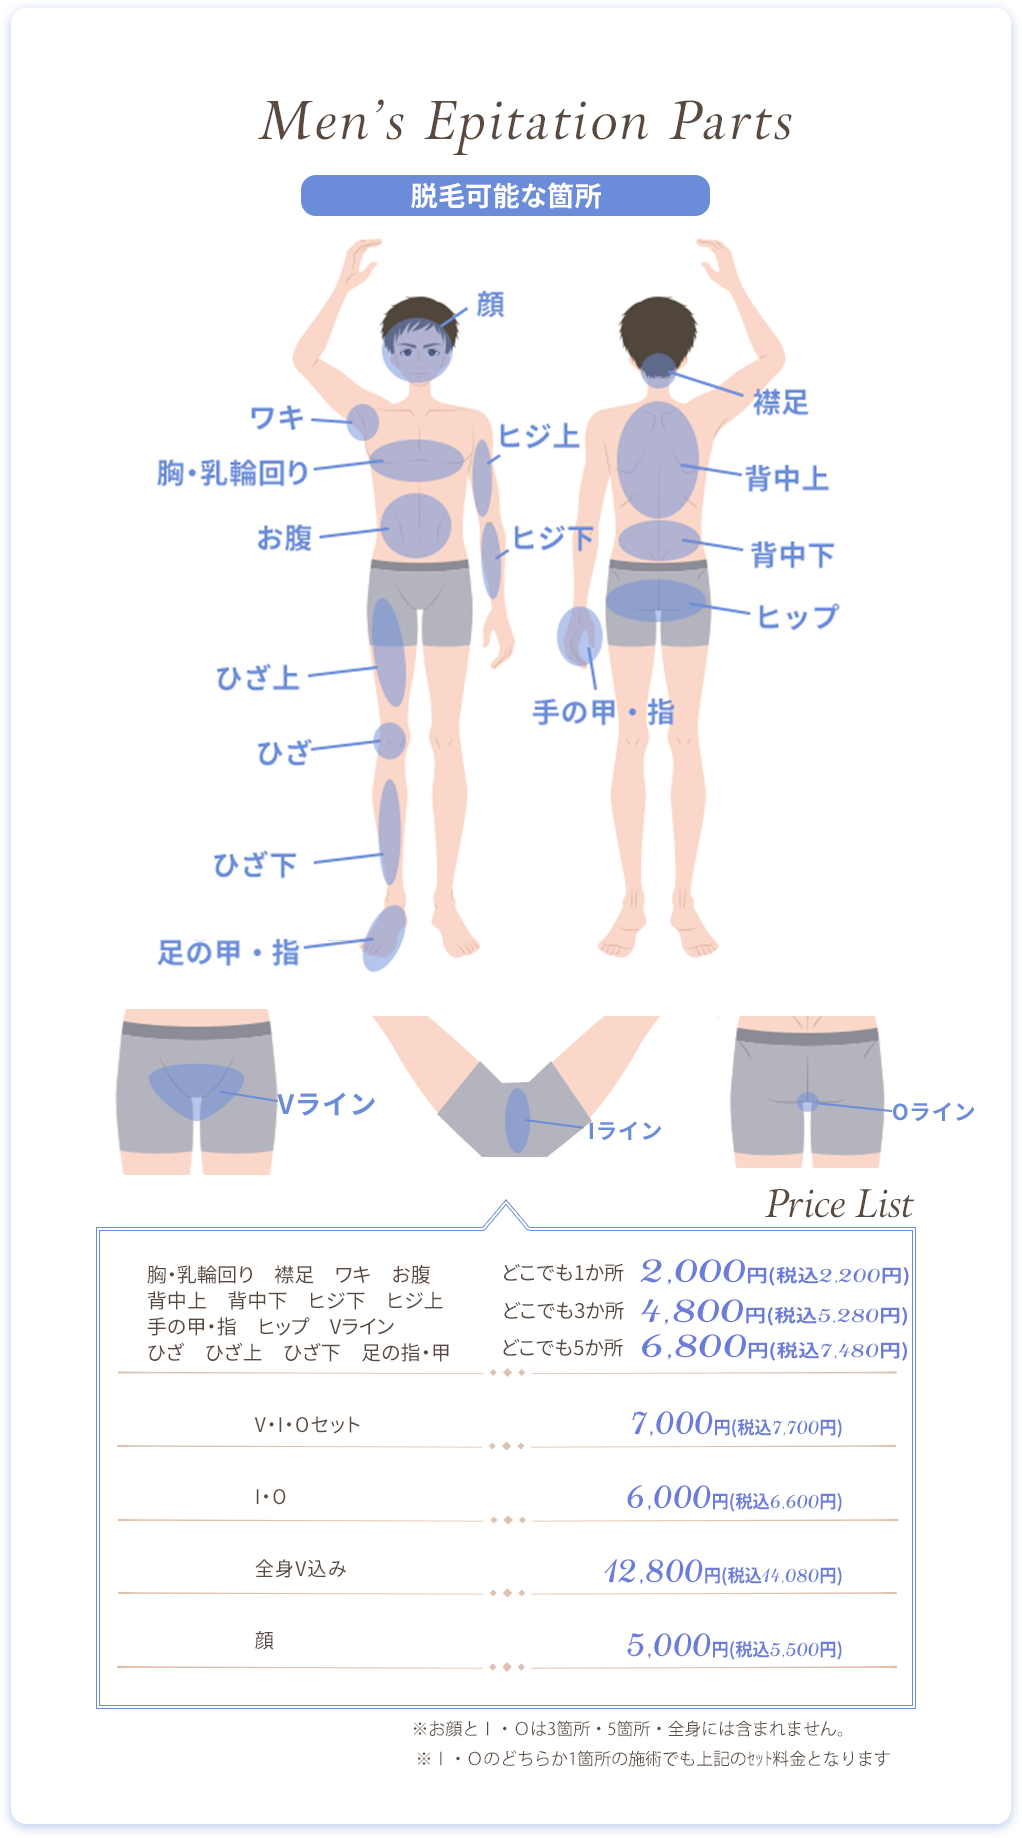 Men’s Epitation Parts
脱毛可能な箇所
顔
襟足
ワキ
ヒジ上
胸・乳輪回り
背中上
お腹
ヒジ下
背中下
ヒップ
ひざ上
手の甲・指
ひざ
ひざ下
足の甲・指
Vライン
Iライン
Oライン
Price List
胸・乳輪回り 襟足 ワキ お腹
背中上 背中下 ヒジ下 ヒジ上
手の甲・指 ヒップ Vライン
ひざ ひざ上 ひざ下 足の指・甲
どこでも1か所 2,000円(税込2,200円)
どこでも3か所 4,800円(税込5,280円)
どこでも5か所 6,800円(税込7,480円)
V・I・Oセット 7,000円(税込7,700円)
I・O 6,000円(税込6,600円)
全身V込み 12,800円(税込14,080円)
顔 5,000円(税込5,500円)
※お顔とＩ・Ｏは3箇所・5箇所・全身には含まれません。
※Ｉ・Ｏのどちらか1箇所の施術でも上記のｾｯﾄ料金となります